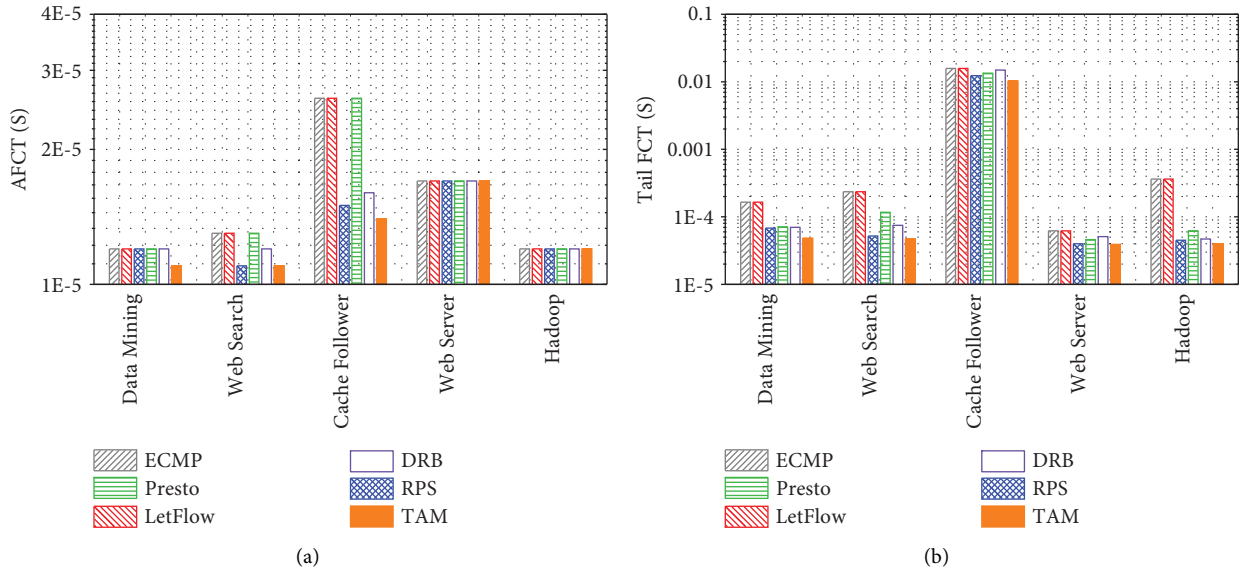 4E-5
3E-5
2E-5
1E-5
AFCT (S)
Data Mining
Web Search
Cache Follower
Web Server
Hadoop
ECMP
Presto
LetFlow
DRB
RPS
TAM
(a)
0.1
0.01
0.001
1E-4
1E-5
Tail FCT (S)
Data Mining
Web Search
Cache Follower
Web Server
Hadoop
ECMP
Presto
LetFlow
DRB
RPS
TAM
(b)